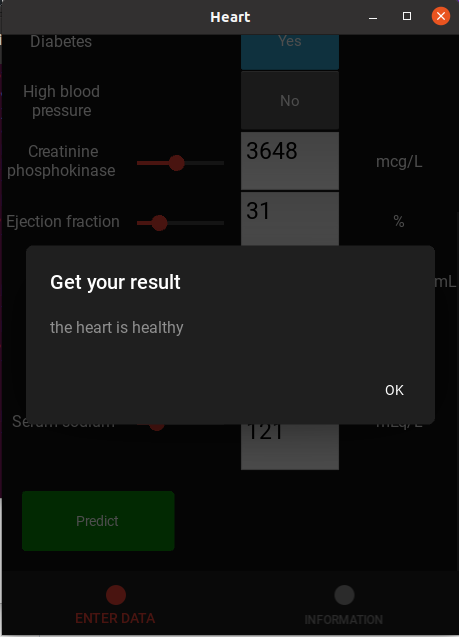 Heart
Diabetes
Yes
High blood
pressure
No
Creatinine
phosphokinase
3648
mcg/L
Ejection fraction
31
%
mL
Get your result
the heart is healthy
OK
Serum sodium
121
mEq/L
Predict
ENTER DATA
INFORMATION